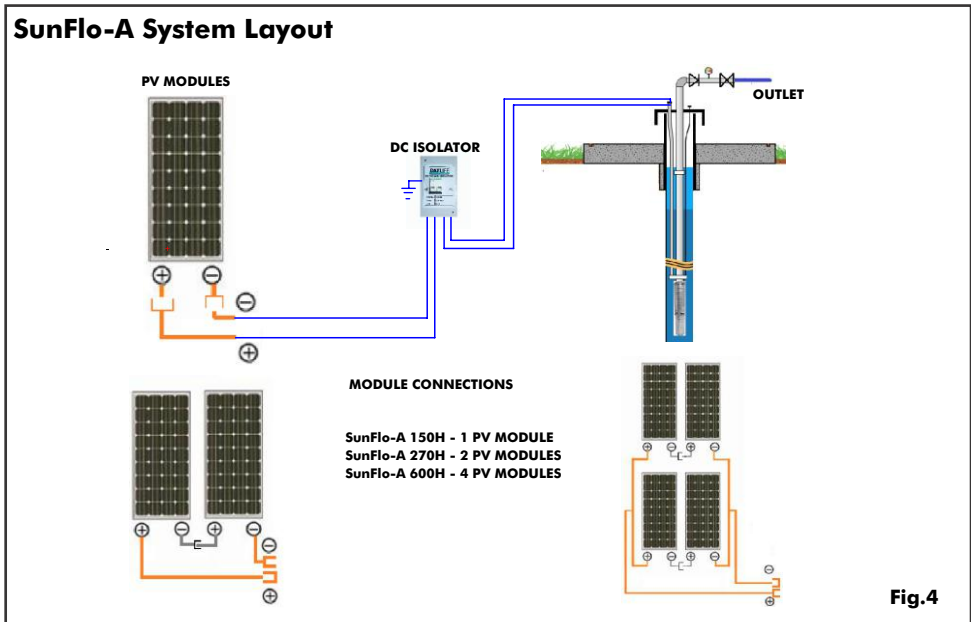 SunFlo-A System Layout
PV MODULES
OUTLET
DC ISOLATOR
MODULE CONNECTIONS
SunFlo-A 150H - 1 PV MODULE
SunFlo-A 270H - 2 PV MODULES
SunFlo-A 600H - 4 PV MODULES
Fig.4